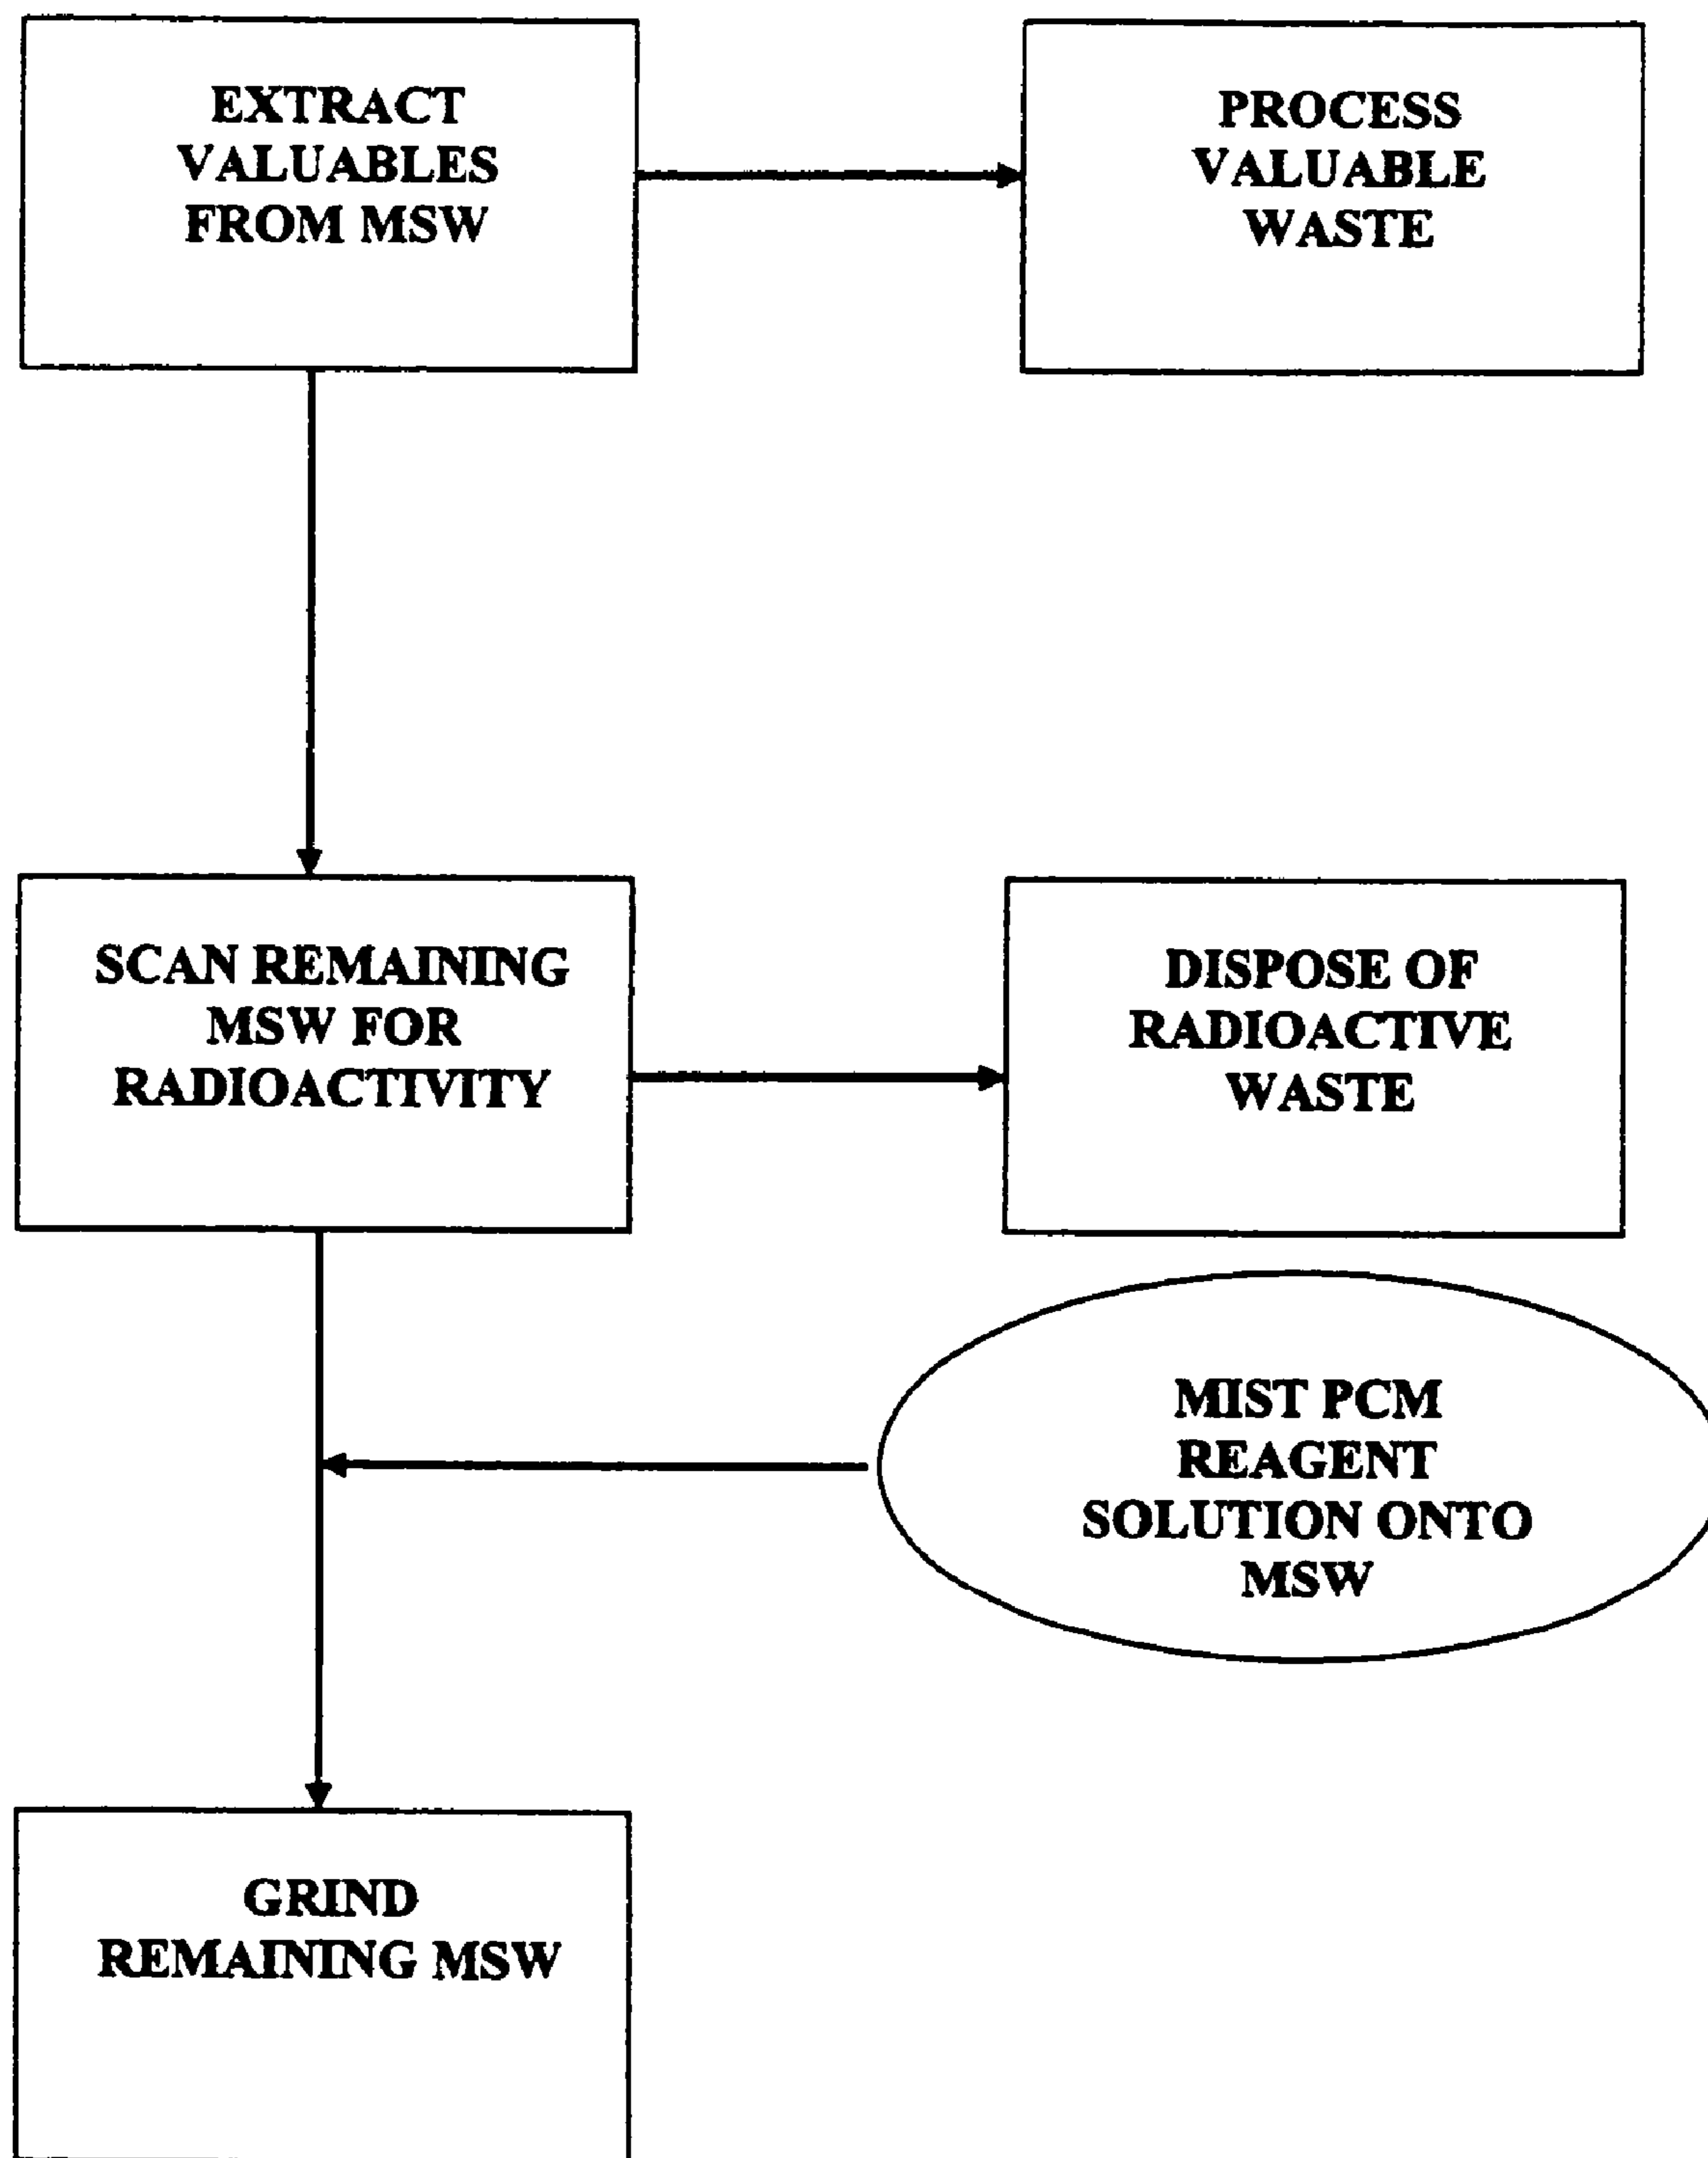 EXTRACT
VALUABLES
FROM MSW
PROCESS
VALUABLE
WASTE
SCAN REMAINING
MSW FOR
RADIOACTIVITY
DISPOSE OF
RADIOACTIVE
WASTE
MIST PCM
REAGENT
SOLUTION ONTO
MSW
GRIND
REMAINING MSW